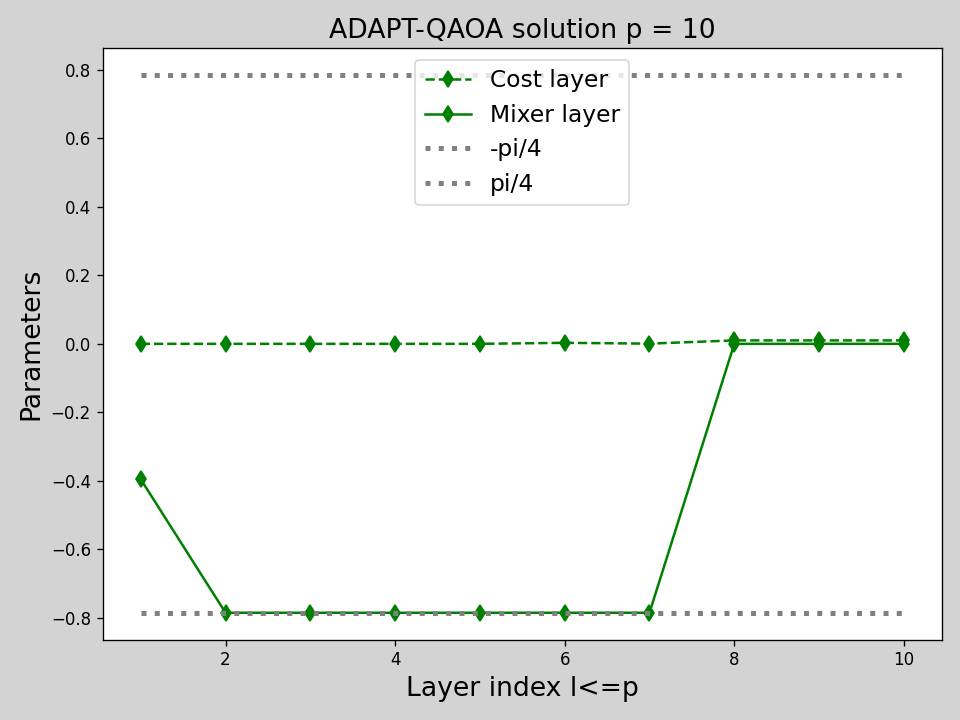 ADAPT-QAOA solution p = 10
Cost layer
Mixer layer
-pi/4
pi/4
0.8
0.6
0.4
0.2
0.0
−0.2
−0.4
−0.6
−0.8
Parameters
2 4 6 8 10
Layer index l<=p